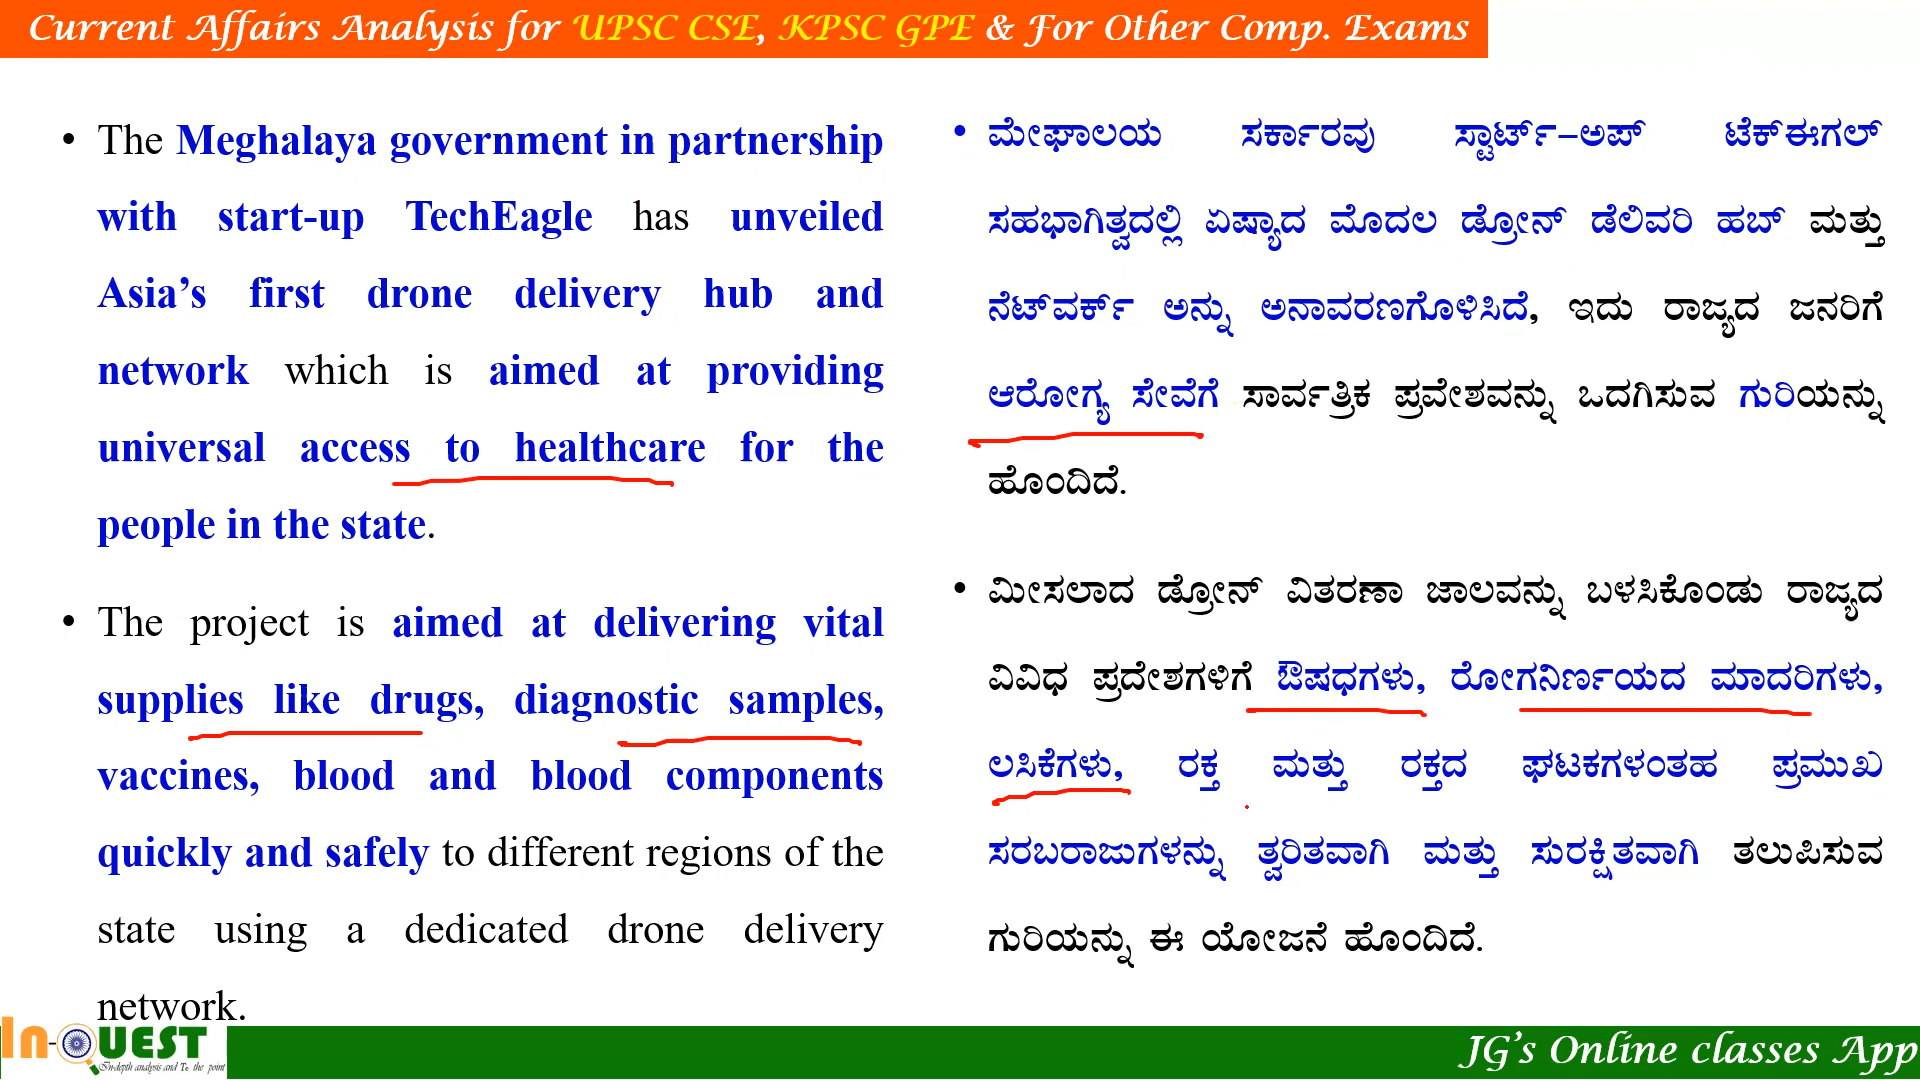 Current Affairs Analysis for UPSC CSE, KPSC GPE & For Other Comp. Exams
• The Meghalaya government in partnership
with start-up TechEagle has unveiled
Asia’s first drone delivery hub and
network which is aimed at providing
universal access to healthcare for the
people in the state.
• The project is aimed at delivering vital
supplies like drugs, diagnostic samples,
vaccines, blood and blood components
quickly and safely to different regions of the
state using a dedicated drone delivery
network.
• ಮೇಘಾಲಯ ಸರ್ಕಾರವು ಸ್ಟಾರ್ಟ್-ಅಪ್ ಟೆಕ್‌ಈಗಲ್
ಸಹಭಾಗಿತ್ವದಲ್ಲಿ ಏಷ್ಯಾದ ಮೊದಲ ಡ್ರೋನ್ ಡೆಲಿವರಿ ಹಬ್ ಮತ್ತು
ನೆಟ್‌ವರ್ಕ್ ಅನ್ನು ಅನಾವರಣಗೊಳಿಸಿದೆ, ಇದು ರಾಜ್ಯದ ಜನರಿಗೆ
ಆರೋಗ್ಯ ಸೇವೆಗೆ ಸಾರ್ವತ್ರಿಕ ಪ್ರವೇಶವನ್ನು ಒದಗಿಸುವ ಗುರಿಯನ್ನು
ಹೊಂದಿದೆ.
• ಮೀಸಲಾದ ಡ್ರೋನ್ ವಿತರಣಾ ಜಾಲವನ್ನು ಬಳಸಿಕೊಂಡು ರಾಜ್ಯದ
ವಿವಿಧ ಪ್ರದೇಶಗಳಿಗೆ ಔಷಧಗಳು, ರೋಗನಿರ್ಣಯದ ಮಾದರಿಗಳು,
ಲಸಿಕೆಗಳು, ರಕ್ತ ಮತ್ತು ರಕ್ತದ ಘಟಕಗಳಂತಹ ಪ್ರಮುಖ
ಸರಬರಾಜುಗಳನ್ನು ತ್ವರಿತವಾಗಿ ಮತ್ತು ಸುರಕ್ಷಿತವಾಗಿ ತಲುಪಿಸುವ
ಗುರಿಯನ್ನು ಈ ಯೋಜನೆ ಹೊಂದಿದೆ.
In-QUEST
In-depth analysis and To the point
JG’s Online classes App